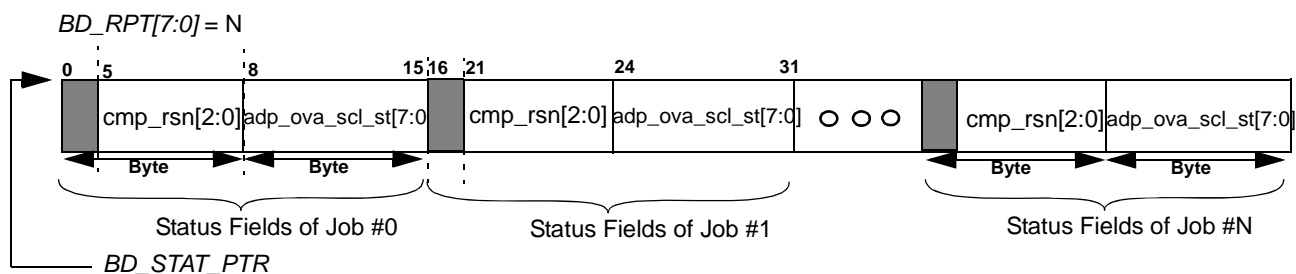 BD_RPT[7:0] = N
0 5 8 15 16 21 24 31
cmp_rsn[2:0] adp_ova_scl_st[7:0 cmp_rsn[2:0] adp_ova_scl_st[7:0] cmp_rsn[2:0] adp_ova_scl_st[7:0]
Byte Byte Byte Byte
Status Fields of Job #0 Status Fields of Job #1 Status Fields of Job #N
BD_STAT_PTR